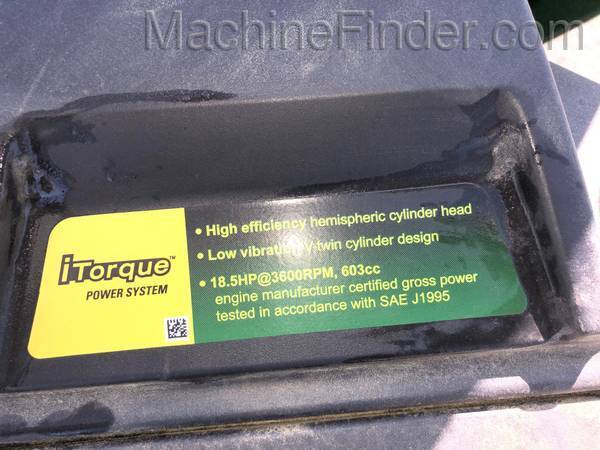 MachineFinder.com
iTorque™
POWER SYSTEM
• High efficiency hemispheric cylinder head
• Low vibration V-twin cylinder design
• 18.5HP@3600RPM, 603cc
engine manufacturer certified gross power
tested in accordance with SAE J1995